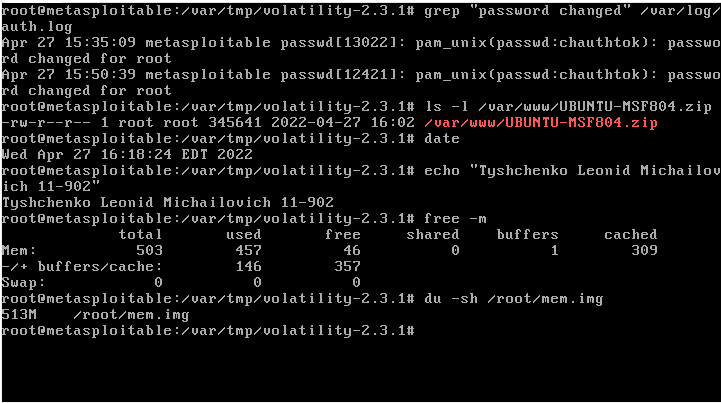 root@metasploitable:/var/tmp/volatility-2.3.1# grep "password changed" /var/log/
auth.log
Apr 27 15:35:09 metasploitable passwd[13022]: pam_unix(passwd:chauthtok): passwo
rd changed for root
Apr 27 15:50:39 metasploitable passwd[12421]: pam_unix(passwd:chauthtok): passwo
rd changed for root
root@metasploitable:/var/tmp/volatility-2.3.1# ls -l /var/www/UBUNTU-MSF804.zip
-rw-r--r-- 1 root root 345641 2022-04-27 16:02 /var/www/UBUNTU-MSF804.zip
root@metasploitable:/var/tmp/volatility-2.3.1# date
Wed Apr 27 16:18:24 EDT 2022
root@metasploitable:/var/tmp/volatility-2.3.1# echo "Tyshchenko Leonid Michailov
ich 11-902"
Tyshchenko Leonid Michailovich 11-902
root@metasploitable:/var/tmp/volatility-2.3.1# free -m
total used free shared buffers cached
Mem: 503 457 46 0 1 309
-/+ buffers/cache: 146 357
Swap: 0 0 0
root@metasploitable:/var/tmp/volatility-2.3.1# du -sh /root/mem.img
513M /root/mem.img
root@metasploitable:/var/tmp/volatility-2.3.1#